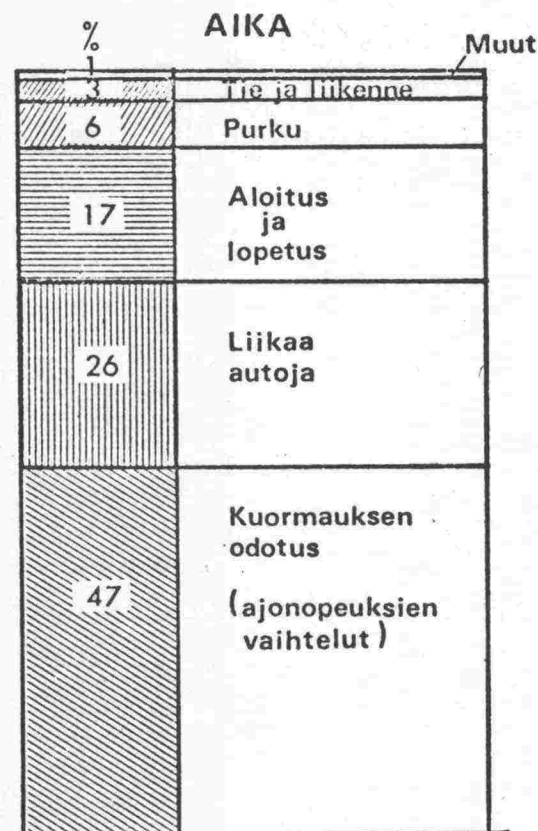 AIKA
%
Muut
1
3 Tie ja liikenne
6 Purku
17 Aloitus
ja
lopetus
26 Liikaa
autoja
47 Kuormauksen
odotus
(ajonopeuksien
vaihtelut)